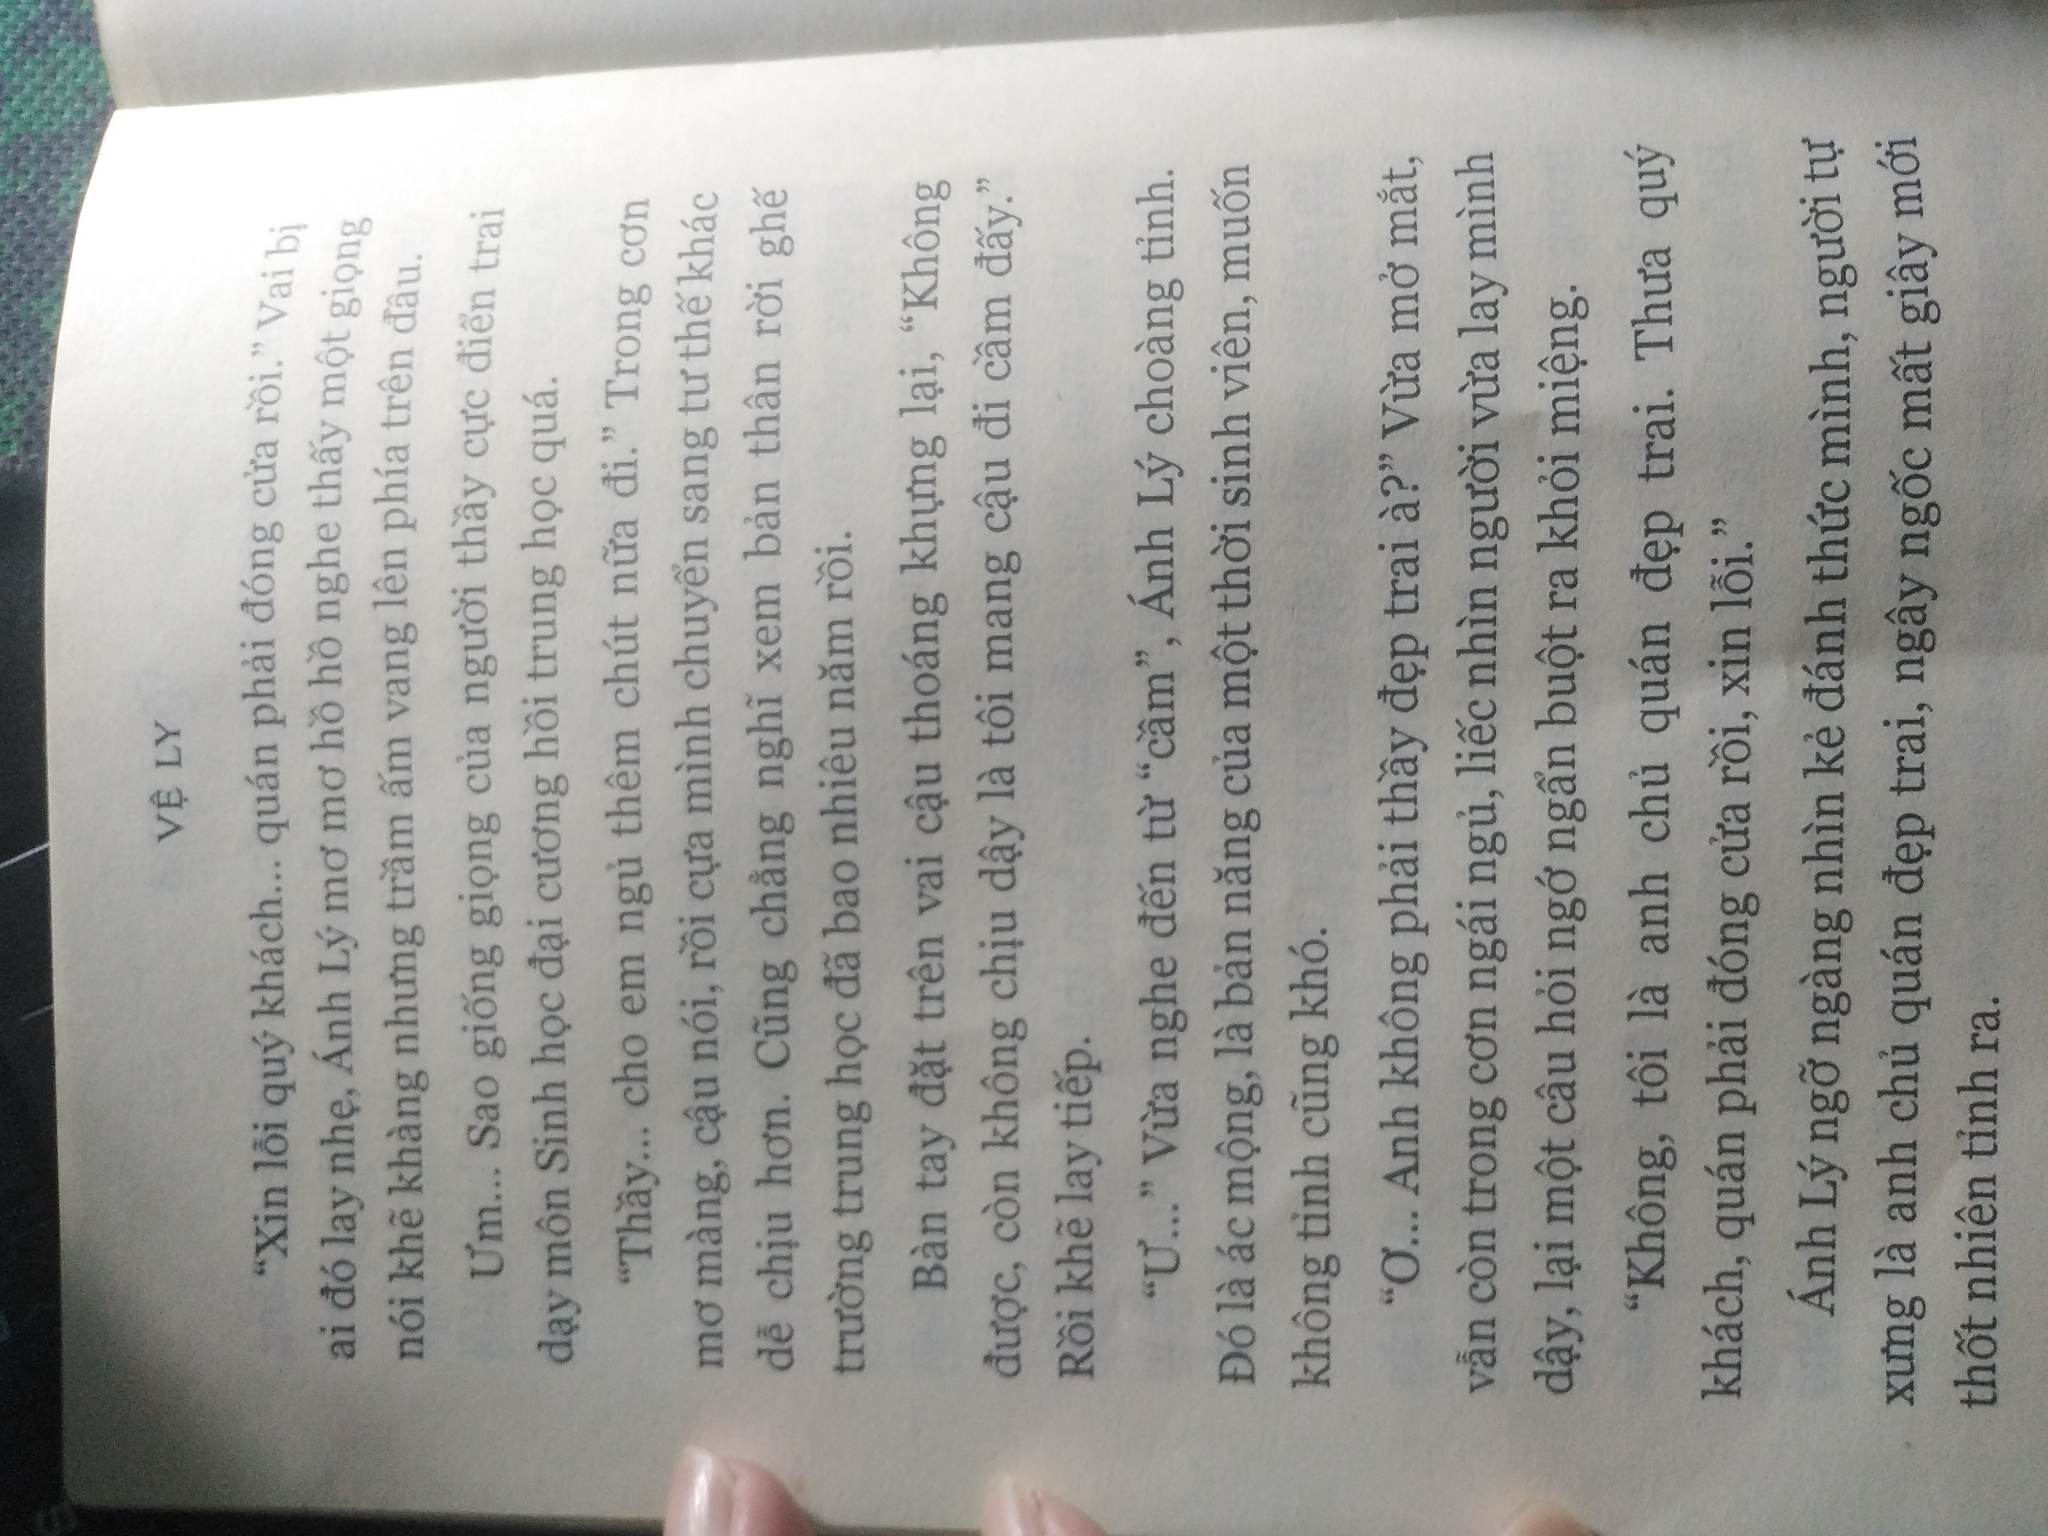 VỆ LY
“Xin lỗi quý khách... quán phải đóng cửa rồi.” Vai bị
ai đó lay nhẹ, Ánh Lý mơ mơ hồ hồ nghe thấy một giọng
nói khẽ khàng nhưng trầm ấm vang lên phía trên đầu.
Ưm... Sao giống giọng của người thầy cực điển trai
dạy môn Sinh học đại cương hồi trung học quá.
“Thầy... cho em ngủ thêm chút nữa đi.” Trong cơn
mơ màng, cậu nói, rồi cựa mình chuyển sang tư thế khác
dễ chịu hơn. Cũng chẳng nghĩ xem bản thân rời ghế
trường trung học đã bao nhiêu năm rồi.
Bàn tay đặt trên vai cậu thoáng khựng lại, “Không
được, còn không chịu dậy là tôi mang cậu đi cầm đấy.”
Rồi khẽ lay tiếp.
“Ư...” Vừa nghe đến từ “cầm”, Ánh Lý choàng tỉnh.
Đó là ác mộng, là bản năng của một thời sinh viên, muốn
không tỉnh cũng khó.
“Ơ... Anh không phải thầy đẹp trai à?” Vừa mở mắt,
vẫn còn trong cơn ngái ngủ, liếc nhìn người vừa lay mình
dậy, lại một câu hỏi ngớ ngẩn buột ra khỏi miệng.
“Không, tôi là anh chủ quán đẹp trai. Thưa quý
khách, quán phải đóng cửa rồi, xin lỗi.”
Ánh Lý ngỡ ngàng nhìn kẻ đánh thức mình, người tự
xưng là anh chủ quán đẹp trai, ngây ngốc mất giây mới
thốt nhiên tỉnh ra.